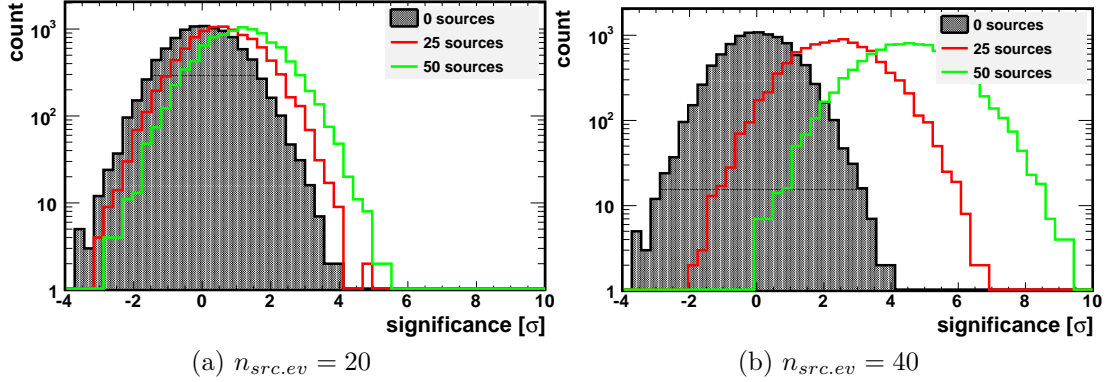 count
10³
10²
10
1
0 sources
25 sources
50 sources
-4 -2 0 2 4 6 8 10
significance [σ]
(a) n_{src.ev} = 20
count
10³
10²
10
1
0 sources
25 sources
50 sources
-4 -2 0 2 4 6 8 10
significance [σ]
(b) n_{src.ev} = 40